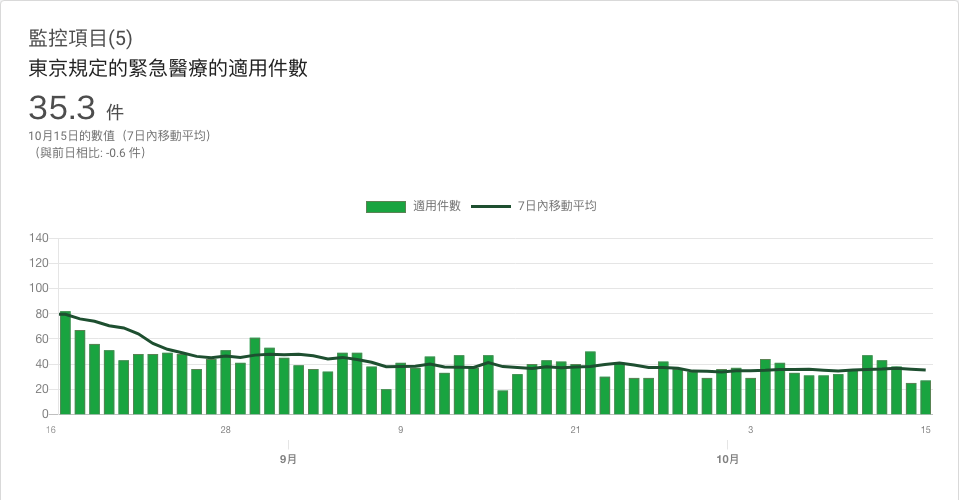 監控項目(5)
東京規定的緊急醫療的適用件數
35.3 件
10月15日的數值（7日內移動平均）
（與前日相比: -0.6 件）
適用件數 7日內移動平均
140
120
100
80
60
40
20
0
16 28 9 21 3 15
9月 10月